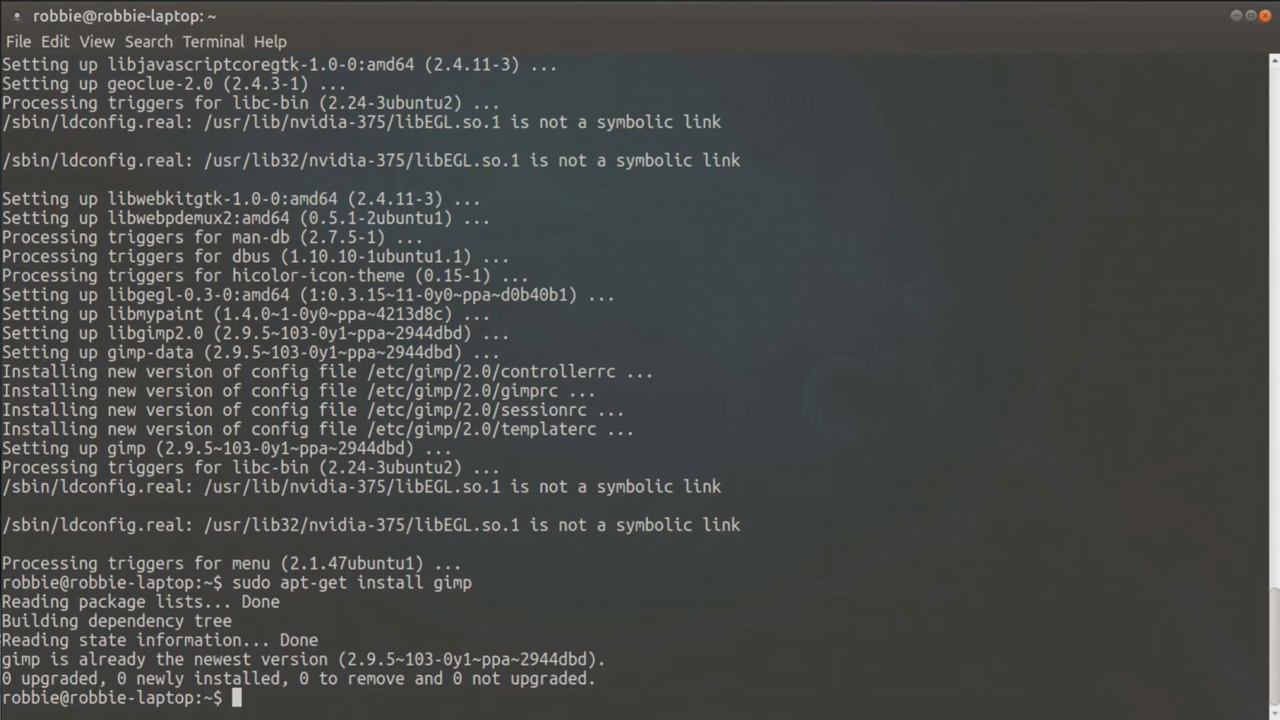 robbie@robbie-laptop: ~
File Edit View Search Terminal Help
Setting up libjavascriptcoregtk-1.0-0:amd64 (2.4.11-3) ...
Setting up geoclue-2.0 (2.4.3-1) ...
Processing triggers for libc-bin (2.24-3ubuntu2) ...
/sbin/ldconfig.real: /usr/lib/nvidia-375/libEGL.so.1 is not a symbolic link
/sbin/ldconfig.real: /usr/lib32/nvidia-375/libEGL.so.1 is not a symbolic link
Setting up libwebkitgtk-1.0-0:amd64 (2.4.11-3) ...
Setting up libwebpdemux2:amd64 (0.5.1-2ubuntu1) ...
Processing triggers for man-db (2.7.5-1) ...
Processing triggers for dbus (1.10.10-1ubuntu1.1) ...
Processing triggers for hicolor-icon-theme (0.15-1) ...
Setting up libgegl-0.3-0:amd64 (1:0.3.15~11-0y0~ppa~d0b40b1) ...
Setting up libmypaint (1.4.0~1-0y0~ppa~4213d8c) ...
Setting up libgimp2.0 (2.9.5~103-0y1~ppa~2944dbd) ...
Setting up gimp-data (2.9.5~103-0y1~ppa~2944dbd) ...
Installing new version of config file /etc/gimp/2.0/controllerrc ...
Installing new version of config file /etc/gimp/2.0/gimprc ...
Installing new version of config file /etc/gimp/2.0/sessionrc ...
Installing new version of config file /etc/gimp/2.0/templaterc ...
Setting up gimp (2.9.5~103-0y1~ppa~2944dbd) ...
Processing triggers for libc-bin (2.24-3ubuntu2) ...
/sbin/ldconfig.real: /usr/lib/nvidia-375/libEGL.so.1 is not a symbolic link
/sbin/ldconfig.real: /usr/lib32/nvidia-375/libEGL.so.1 is not a symbolic link
Processing triggers for menu (2.1.47ubuntu1) ...
robbie@robbie-laptop:~$ sudo apt-get install gimp
Reading package lists... Done
Building dependency tree
Reading state information... Done
gimp is already the newest version (2.9.5~103-0y1~ppa~2944dbd).
0 upgraded, 0 newly installed, 0 to remove and 0 not upgraded.
robbie@robbie-laptop:~$